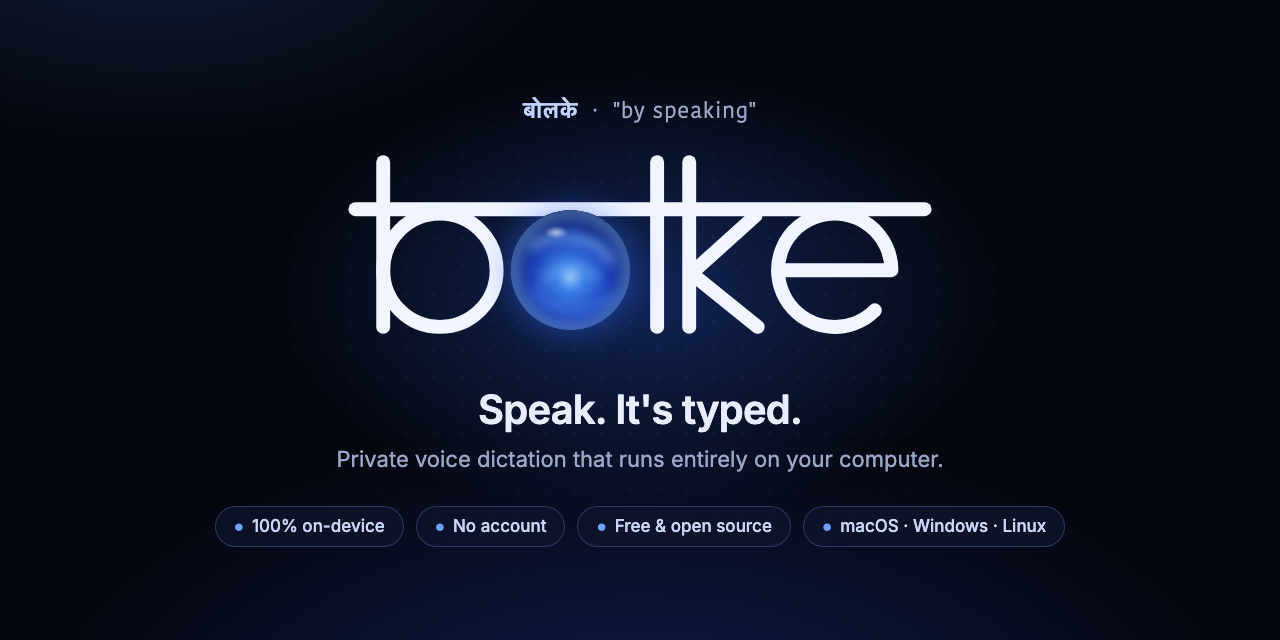 बोलके · "by speaking"
bolke
Speak. It's typed.
Private voice dictation that runs entirely on your computer.
100% on-device
No account
Free & open source
macOS · Windows · Linux